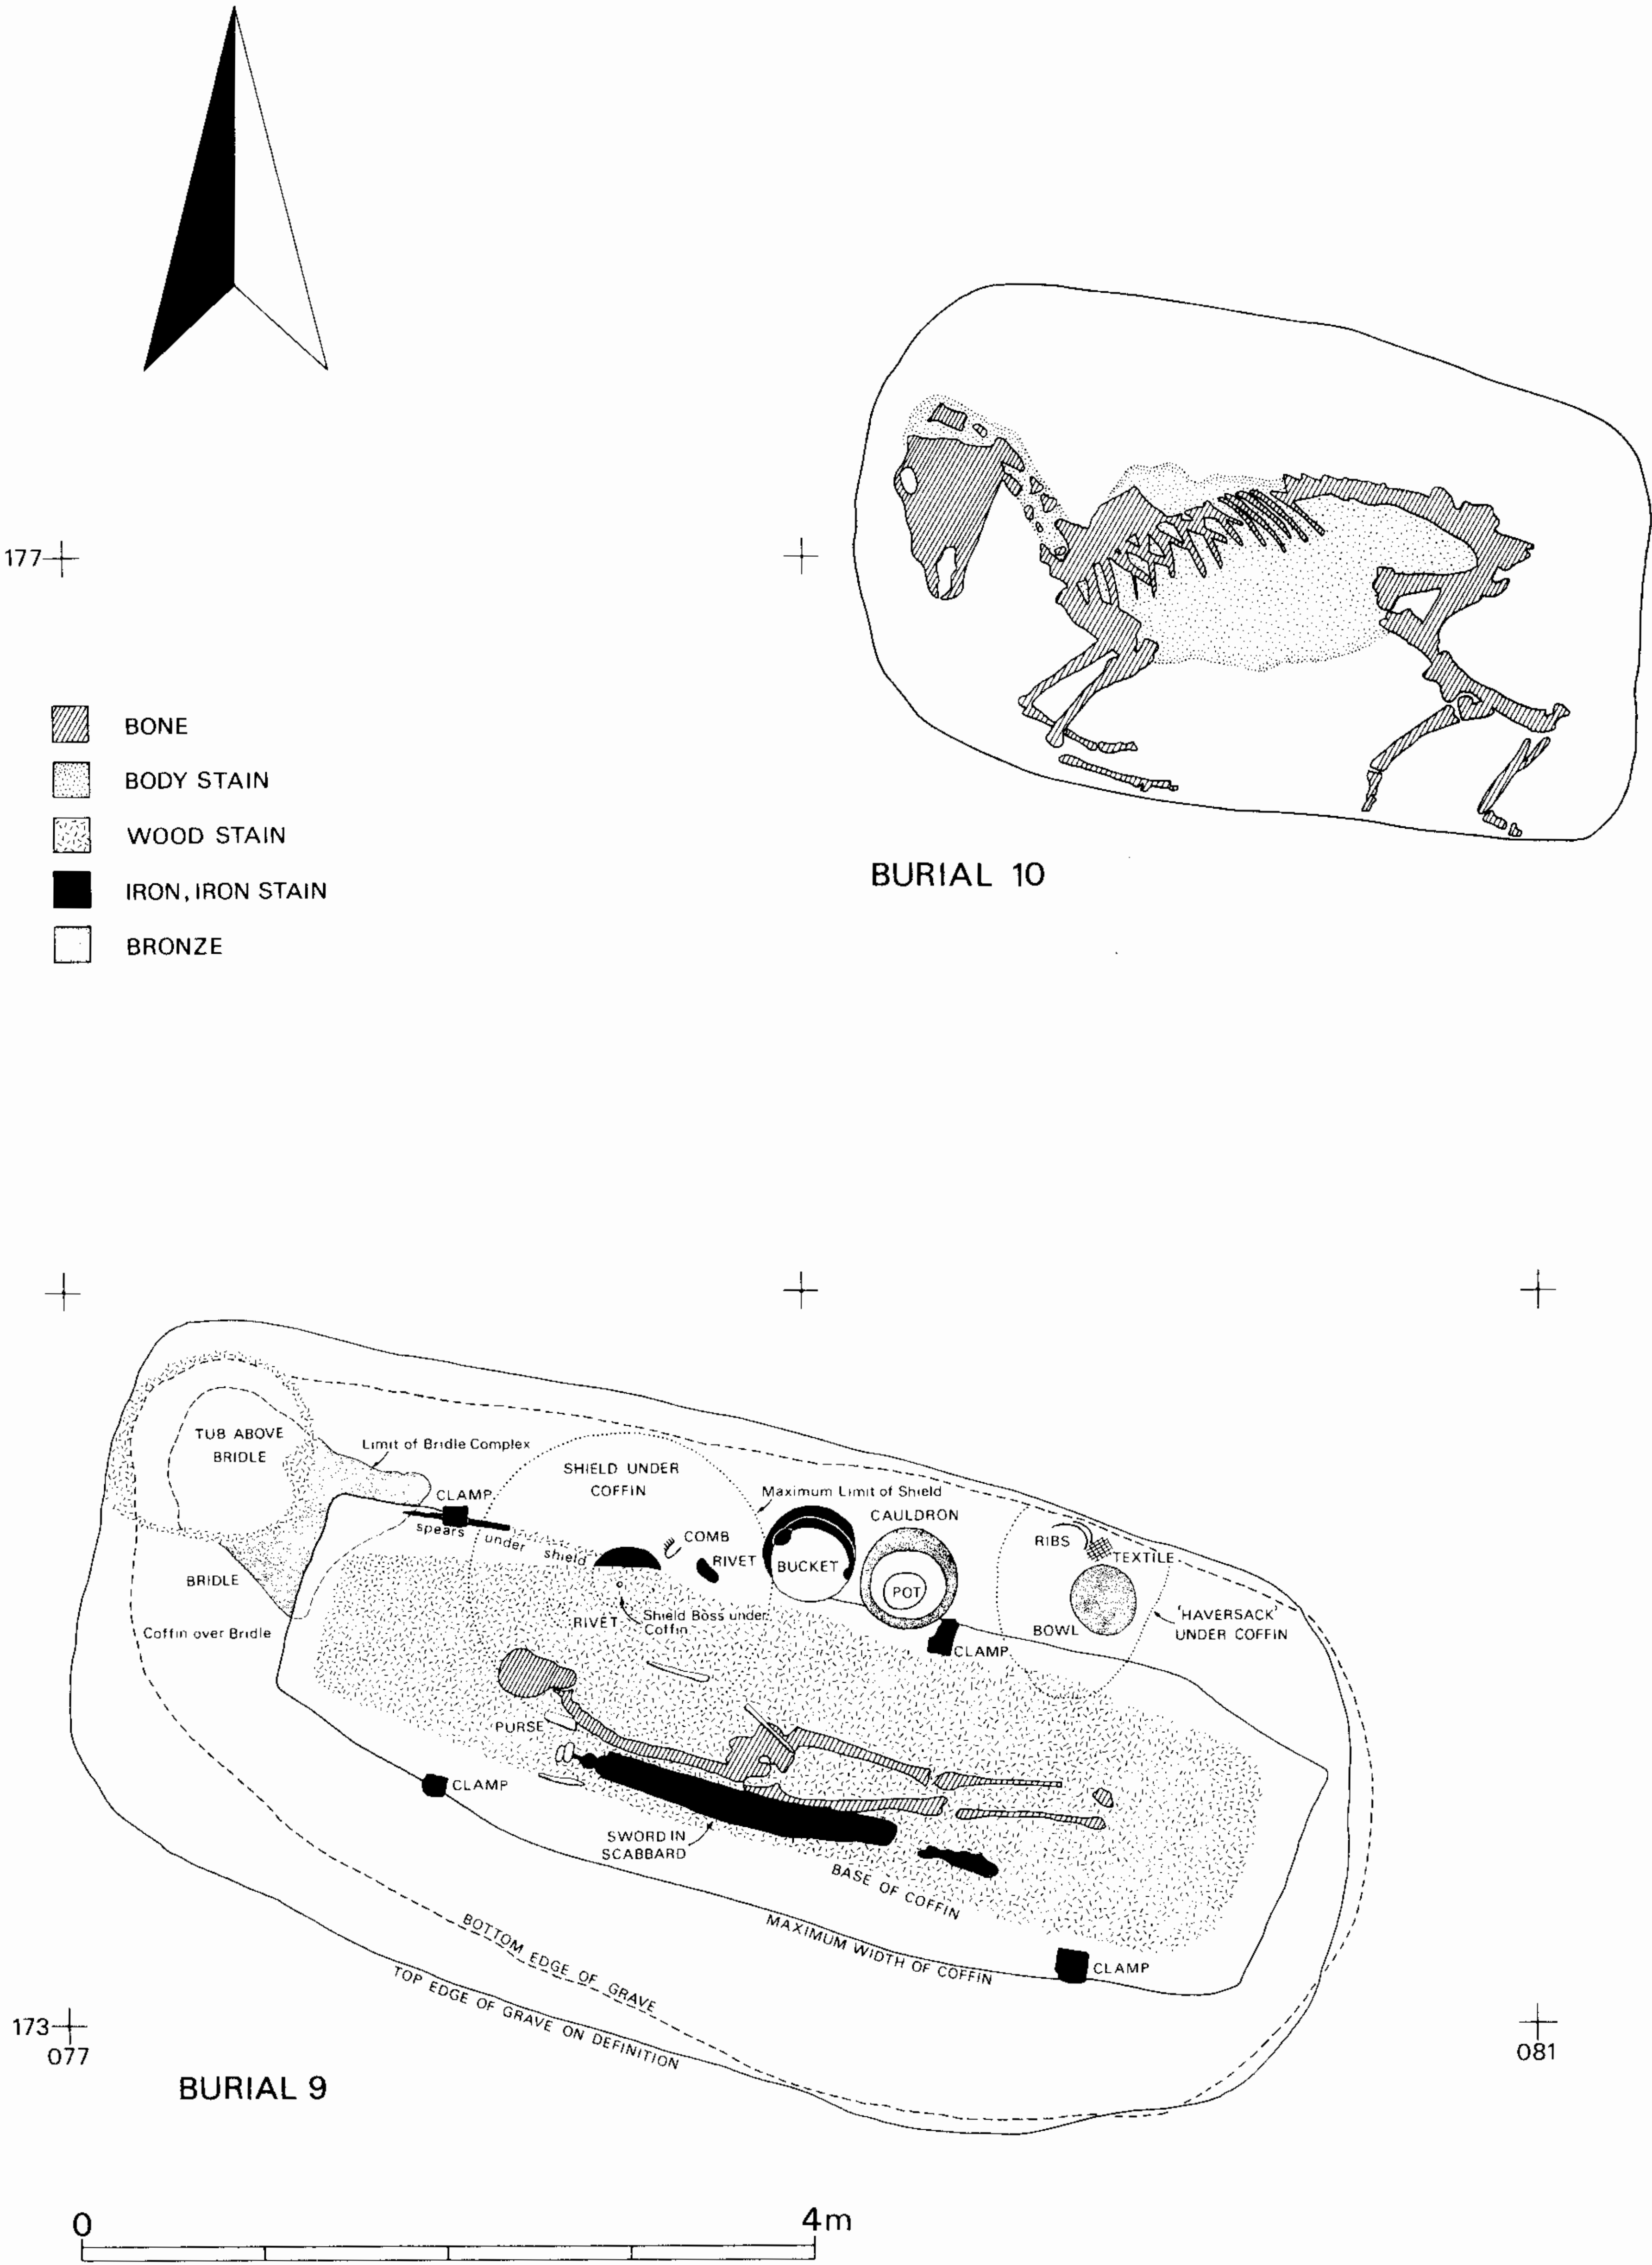 177
BONE
BODY STAIN
WOOD STAIN
IRON, IRON STAIN
BRONZE
BURIAL 10
TUB ABOVE
BRIDLE
Limit of Bridle Complex
SHIELD UNDER
COFFIN
CLAMP
Maximum Limit of Shield
CAULDRON
spears under shield
COMB
RIVET
BUCKET
POT
RIBS
TEXTILE
BRIDLE
RIVET
Shield Boss under
Coffin
BOWL
'HAVERSACK'
UNDER COFFIN
Coffin over Bridle
CLAMP
PURSE
CLAMP
SWORD IN
SCABBARD
BASE OF COFFIN
MAXIMUM WIDTH OF COFFIN
CLAMP
BOTTOM EDGE OF GRAVE
TOP EDGE OF GRAVE ON DEFINITION
173
077
081
BURIAL 9
0
4m